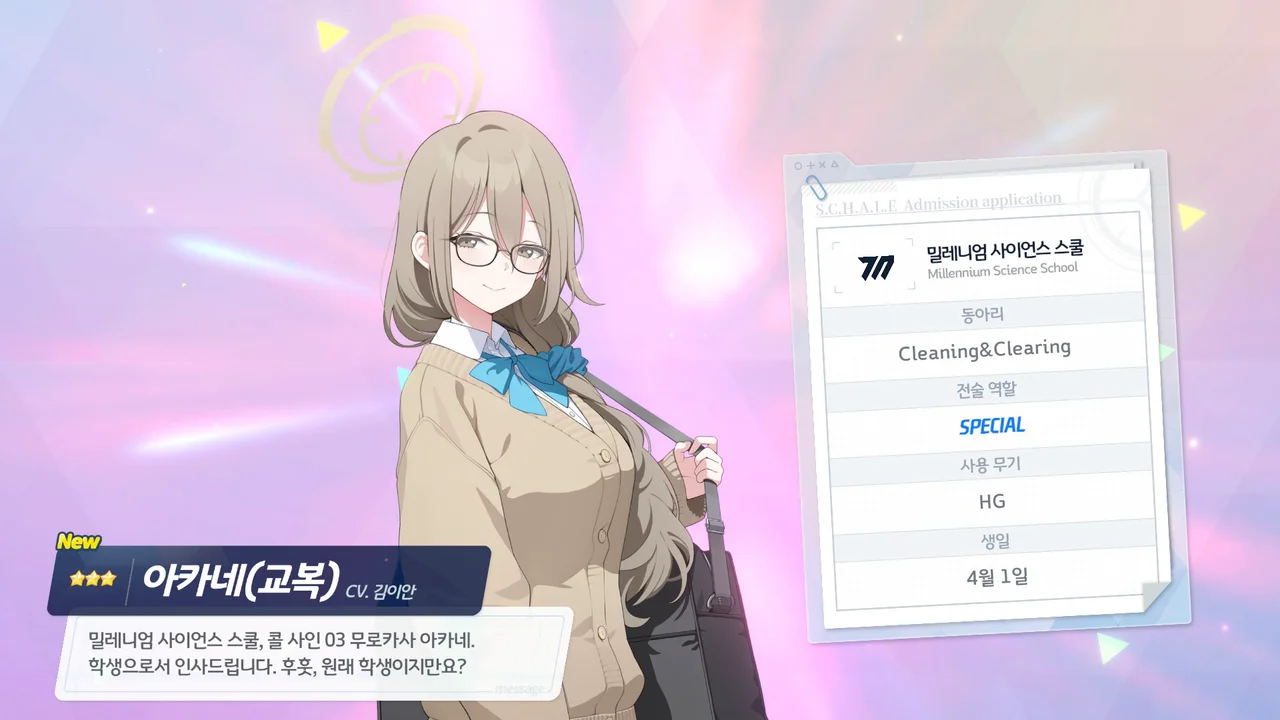 S.C.H.A.L.E Admission application
밀레니엄 사이언스 스쿨
Millennium Science School
동아리
Cleaning&Clearing
전술 역할
SPECIAL
사용 무기
HG
생일
4월 1일
New
아카네(교복) CV. 김이안
밀레니엄 사이언스 스쿨, 콜 사인 03 무로카사 아카네.
학생으로서 인사드립니다. 후훗, 원래 학생이지만요?
message